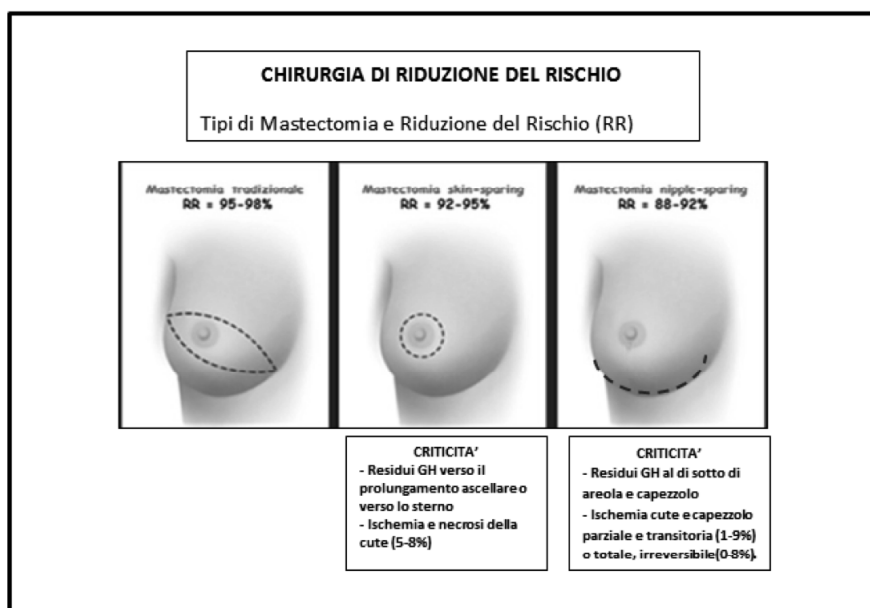 CHIRURGIA DI RIDUZIONE DEL RISCHIO
Tipi di Mastectomia e Riduzione del Rischio (RR)
Mastectomia tradizionale
RR = 95-98%
Mastectomia skin-sparing
RR = 92-95%
Mastectomia nipple-sparing
RR = 88-92%
CRITICITA'
- Residui GH verso il
prolungamento ascellare o
verso lo sterno
- Ischemia e necrosi della
cute (5-8%)
CRITICITA'
- Residui GH al di sotto di
areola e capezzolo
- Ischemia cute e capezzolo
parziale e transitoria (1-9%)
o totale, irreversibile(0-8%).